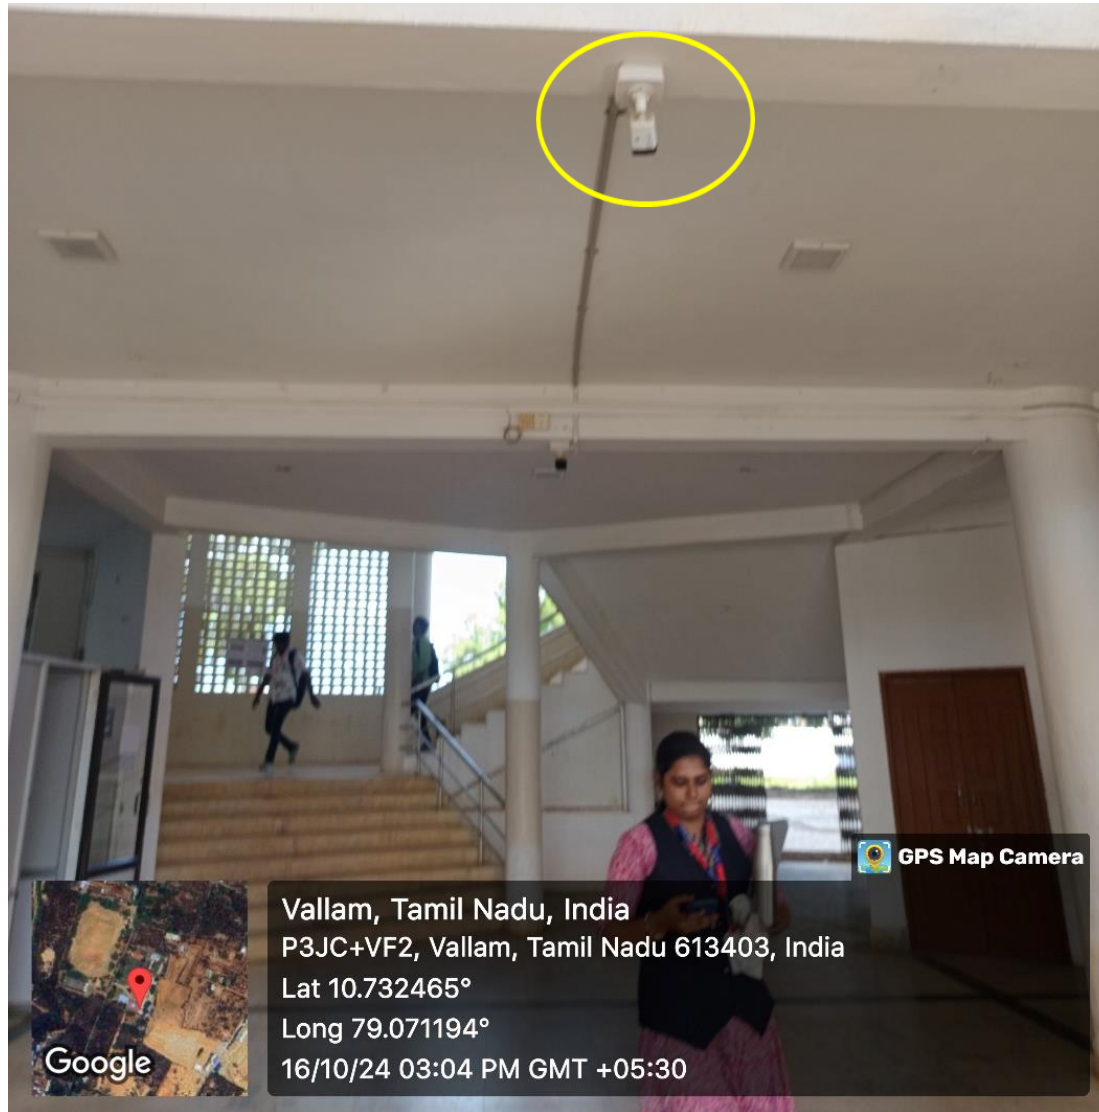 GPS Map Camera
Vallam, Tamil Nadu, India
P3JC+VF2, Vallam, Tamil Nadu 613403, India
Lat 10.732465°
Long 79.071194°
16/10/24 03:04 PM GMT +05:30
Google